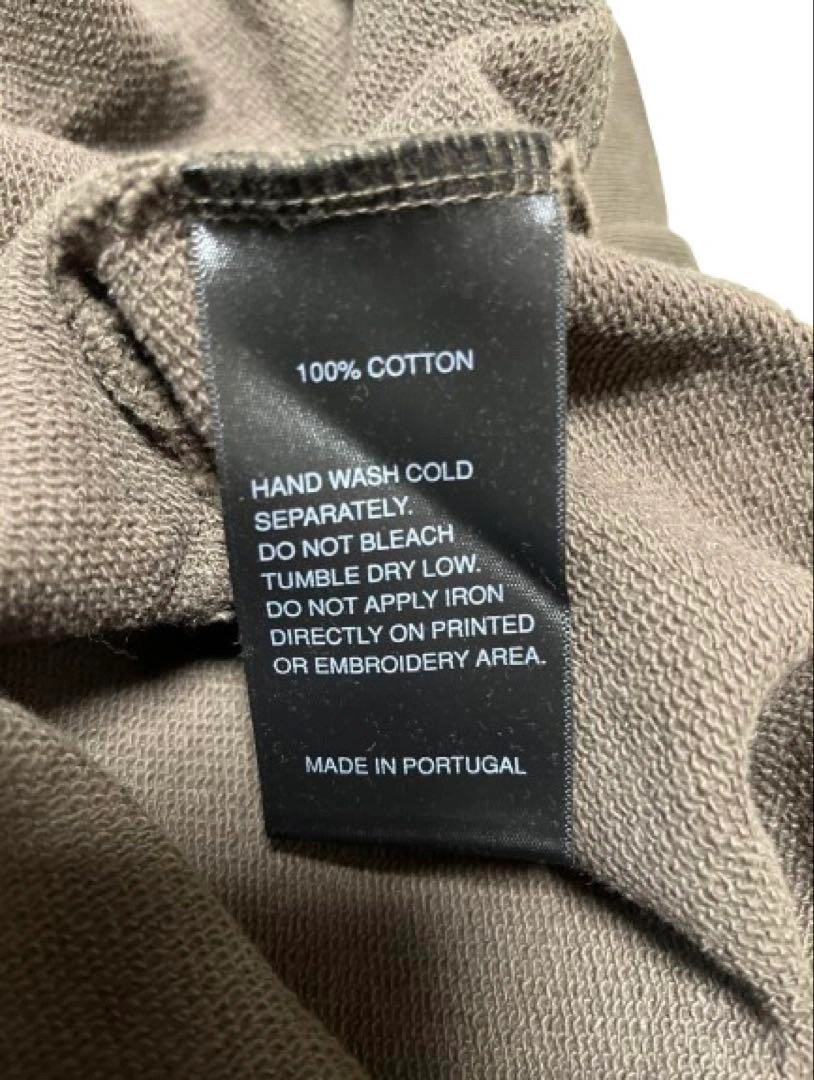 100% COTTON
HAND WASH COLD
SEPARATELY.
DO NOT BLEACH
TUMBLE DRY LOW.
DO NOT APPLY IRON
DIRECTLY ON PRINTED
OR EMBROIDERY AREA.
MADE IN PORTUGAL